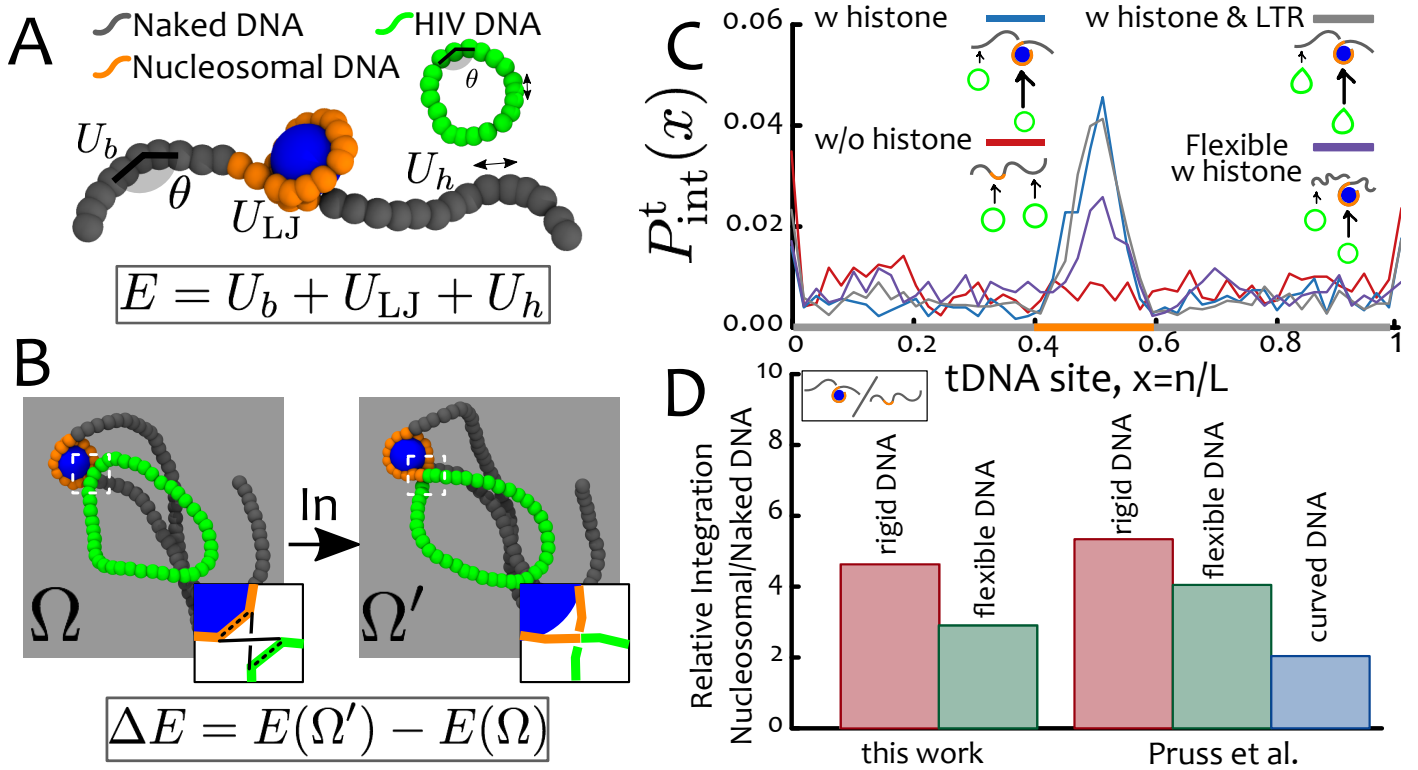 A
Naked DNA
HIV DNA
Nucleosomal DNA
θ
U_b
θ
U_LJ
U_h
E = U_b + U_LJ + U_h
B
In
Ω
Ω′
ΔE = E(Ω′) − E(Ω)
C
P^t_int(x)
0.06
0.04
0.02
0.00
w histone
w histone & LTR
w/o histone
Flexible
w histone
0
0.2
0.4
0.6
0.8
1
tDNA site, x=n/L
D
Relative Integration
Nucleosomal/Naked DNA
10
8
6
4
2
0
rigid DNA
flexible DNA
rigid DNA
flexible DNA
curved DNA
this work
Pruss et al.